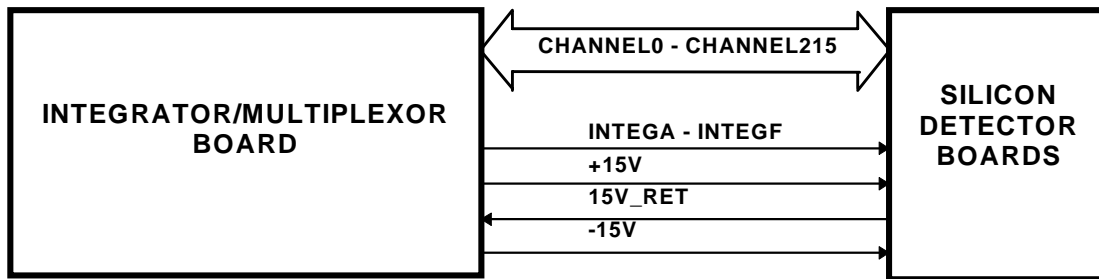 INTEGRATOR/MULTIPLEXOR
BOARD
CHANNEL0 - CHANNEL215
INTEGA - INTEGF
+15V
15V_RET
-15V
SILICON
DETECTOR
BOARDS